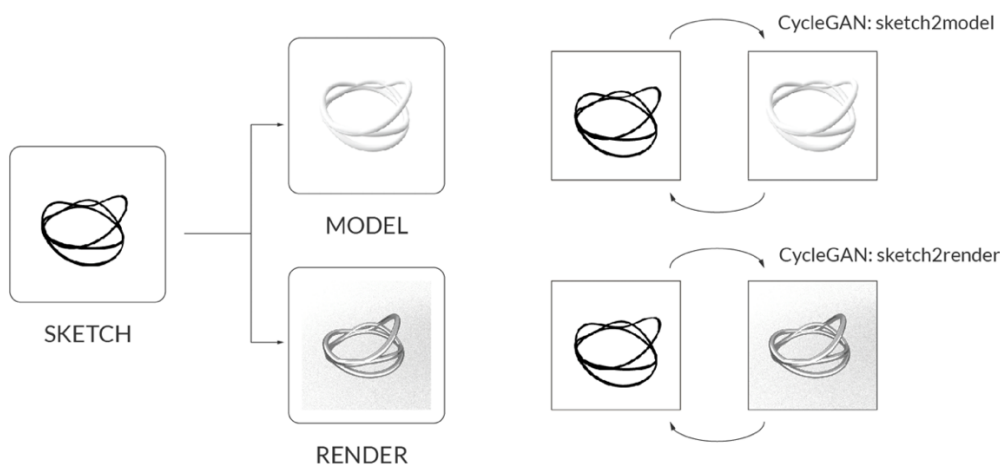 CycleGAN: sketch2model
MODEL
SKETCH
CycleGAN: sketch2render
RENDER